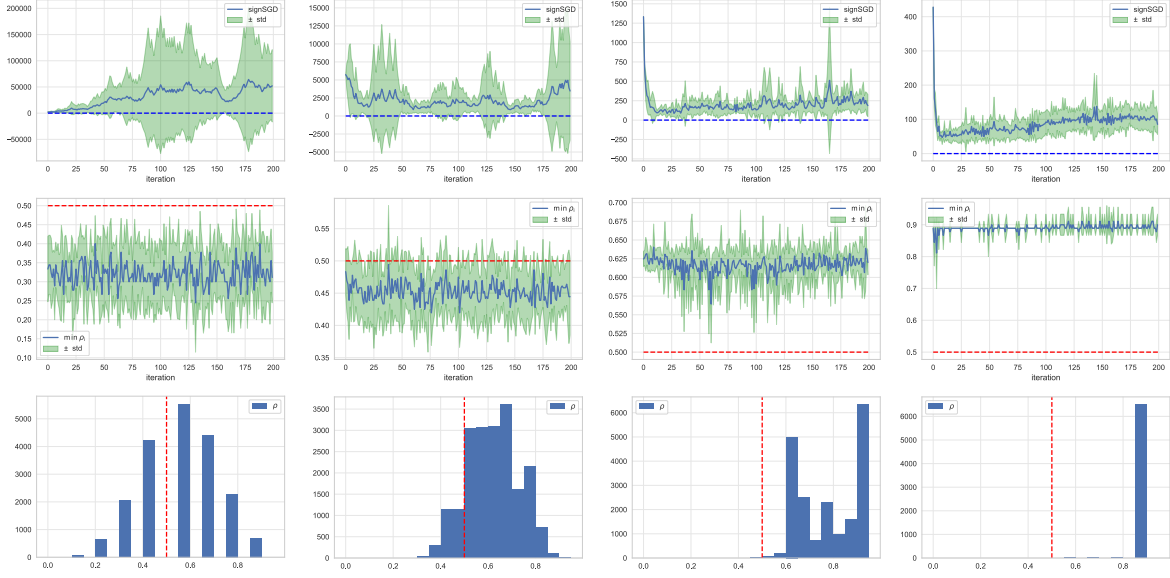 200000
150000
100000
50000
0
−50000
signSGD
± std
0 25 50 75 100 125 150 175 200
iteration
15000
12500
10000
7500
5000
2500
0
−2500
−5000
signSGD
± std
0 25 50 75 100 125 150 175 200
iteration
1500
1250
1000
750
500
250
0
−250
−500
signSGD
± std
0 25 50 75 100 125 150 175 200
iteration
400
300
200
100
0
signSGD
± std
0 25 50 75 100 125 150 175 200
iteration
0.50
0.45
0.40
0.35
0.30
0.25
0.20
0.15
0.10
min ρi
± std
0 25 50 75 100 125 150 175 200
iteration
0.60
0.55
0.50
0.45
0.40
0.35
min ρi
± std
0 25 50 75 100 125 150 175 200
iteration
0.700
0.675
0.650
0.625
0.600
0.575
0.550
0.525
0.500
min ρi
± std
0 25 50 75 100 125 150 175 200
iteration
0.9
0.8
0.7
0.6
0.5
min ρi
± std
0 25 50 75 100 125 150 175 200
iteration
5000
4000
3000
2000
1000
0
ρ
0.0 0.2 0.4 0.6 0.8
3500
3000
2500
2000
1500
1000
500
0
ρ
0.0 0.2 0.4 0.6 0.8
6000
5000
4000
3000
2000
1000
0
ρ
0.0 0.2 0.4 0.6 0.8
6000
5000
4000
3000
2000
1000
0
ρ
0.0 0.2 0.4 0.6 0.8